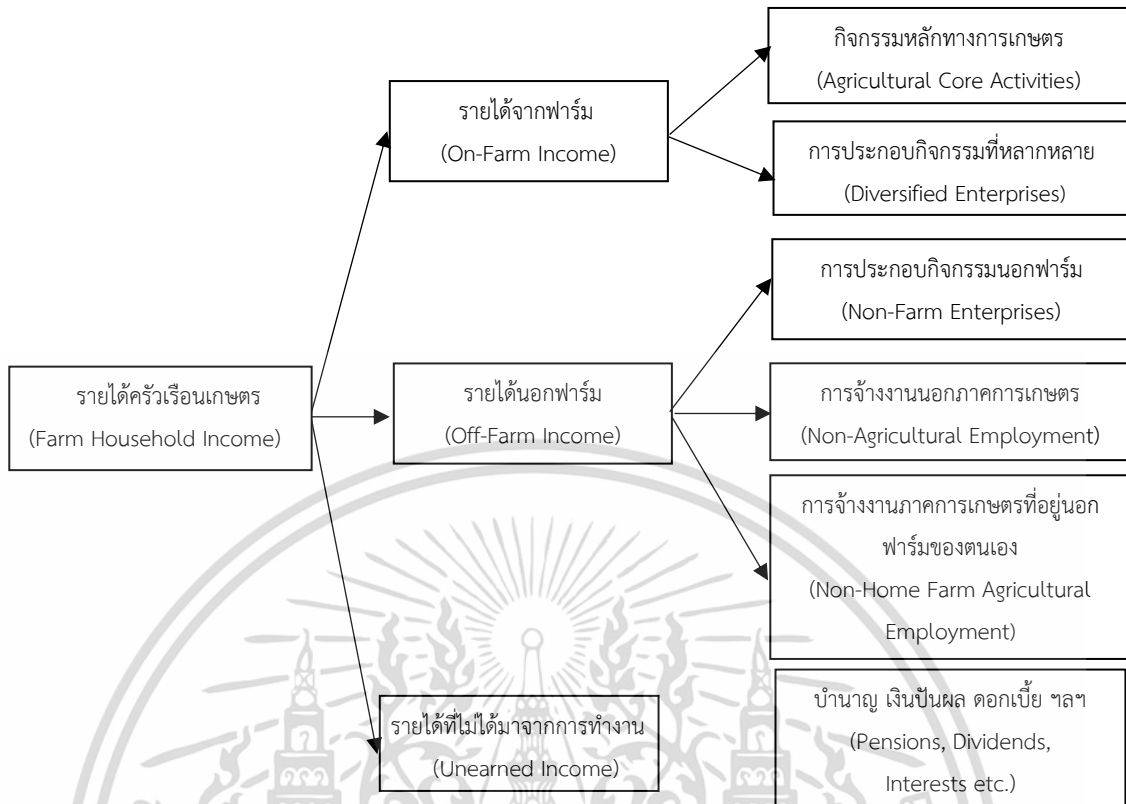 รายได้ครัวเรือนเกษตร
(Farm Household Income)
รายได้จากฟาร์ม
(On-Farm Income)
กิจกรรมหลักทางการเกษตร
(Agricultural Core Activities)
การประกอบกิจกรรมที่หลากหลาย
(Diversified Enterprises)
รายได้นอกฟาร์ม
(Off-Farm Income)
การประกอบกิจกรรมนอกฟาร์ม
(Non-Farm Enterprises)
การจ้างงานนอกภาคการเกษตร
(Non-Agricultural Employment)
การจ้างงานภาคการเกษตรที่อยู่นอก
ฟาร์มของตนเอง
(Non-Home Farm Agricultural
Employment)
รายได้ที่ไม่ได้มาจากการทำงาน
(Unearned Income)
บำนาญ เงินปันผล ดอกเบี้ย ฯลฯ
(Pensions, Dividends,
Interests etc.)